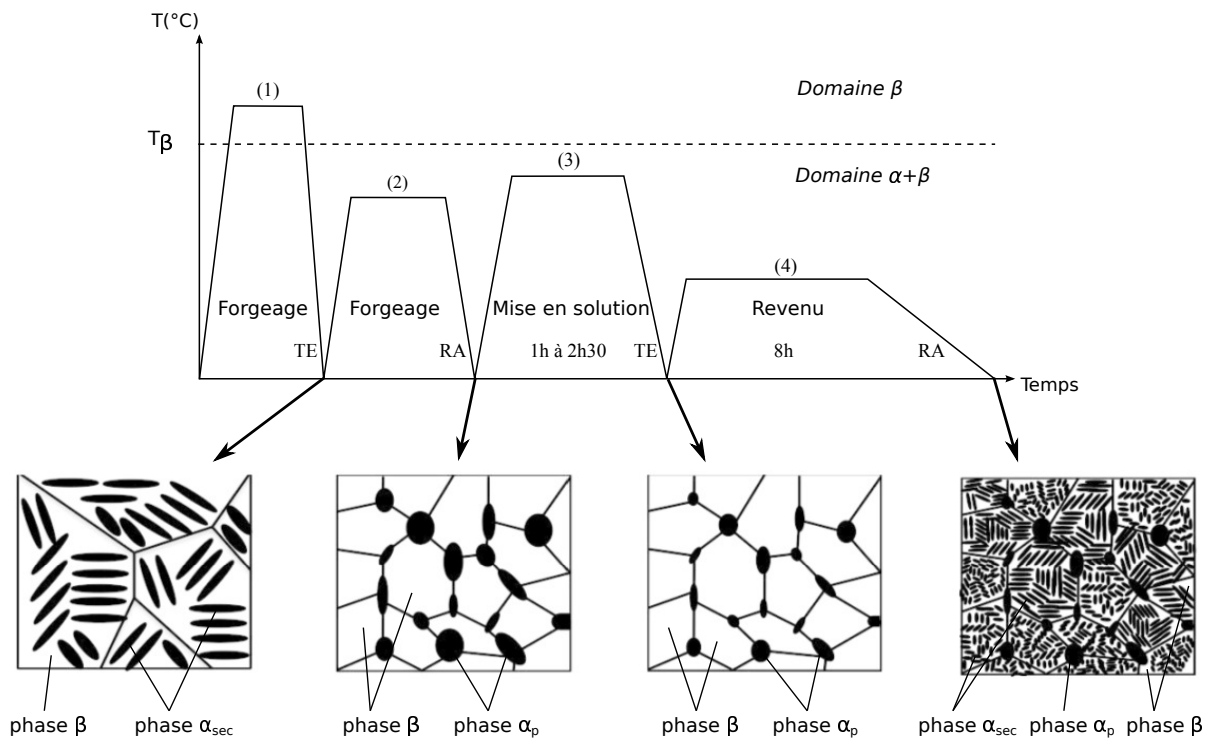 T(°C)
(1)
Domaine β
Tβ
(3)
Domaine α+β
(2)
(4)
Forgeage
Forgeage
Mise en solution
Revenu
TE
RA
1h à 2h30
TE
8h
RA
Temps
phase β
phase αsec
phase β
phase αp
phase β
phase αp
phase αsec
phase αp
phase β